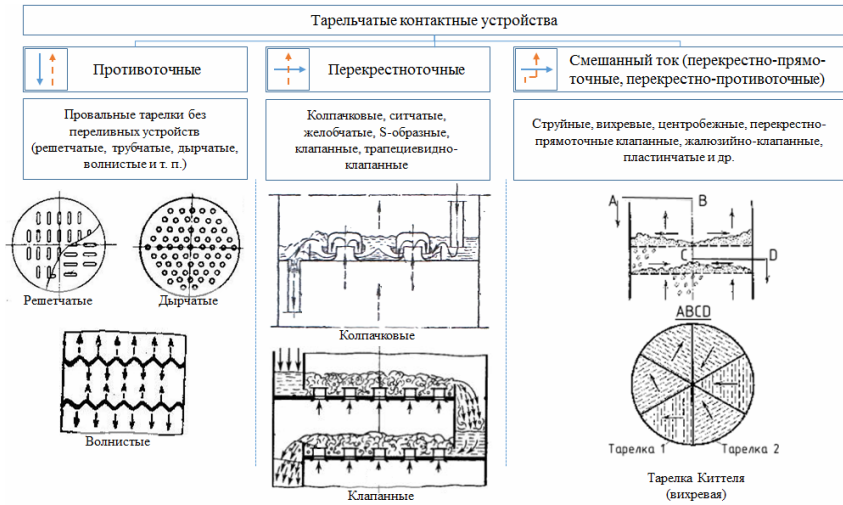 Тарельчатые контактные устройства
Противоточные
Перекрестноточные
Смешанный ток (перекрестно-прямо-
точные, перекрестно-противоточные)
Провальные тарелки без
переливных устройств
(решетчатые, трубчатые, дырчатые,
волнистые и т. п.)
Колпачковые, ситчатые,
желобчатые, S-образные,
клапанные, трапециевидно-
клапанные
Струйные, вихревые, центробежные, перекрестно-
прямоточные клапанные, жалюзийно-клапанные,
пластинчатые и др.
Решетчатые
Дырчатые
Волнистые
Колпачковые
Клапанные
A B
C D
ABCD
Тарелка 1 Тарелка 2
Тарелка Киттеля
(вихревая)